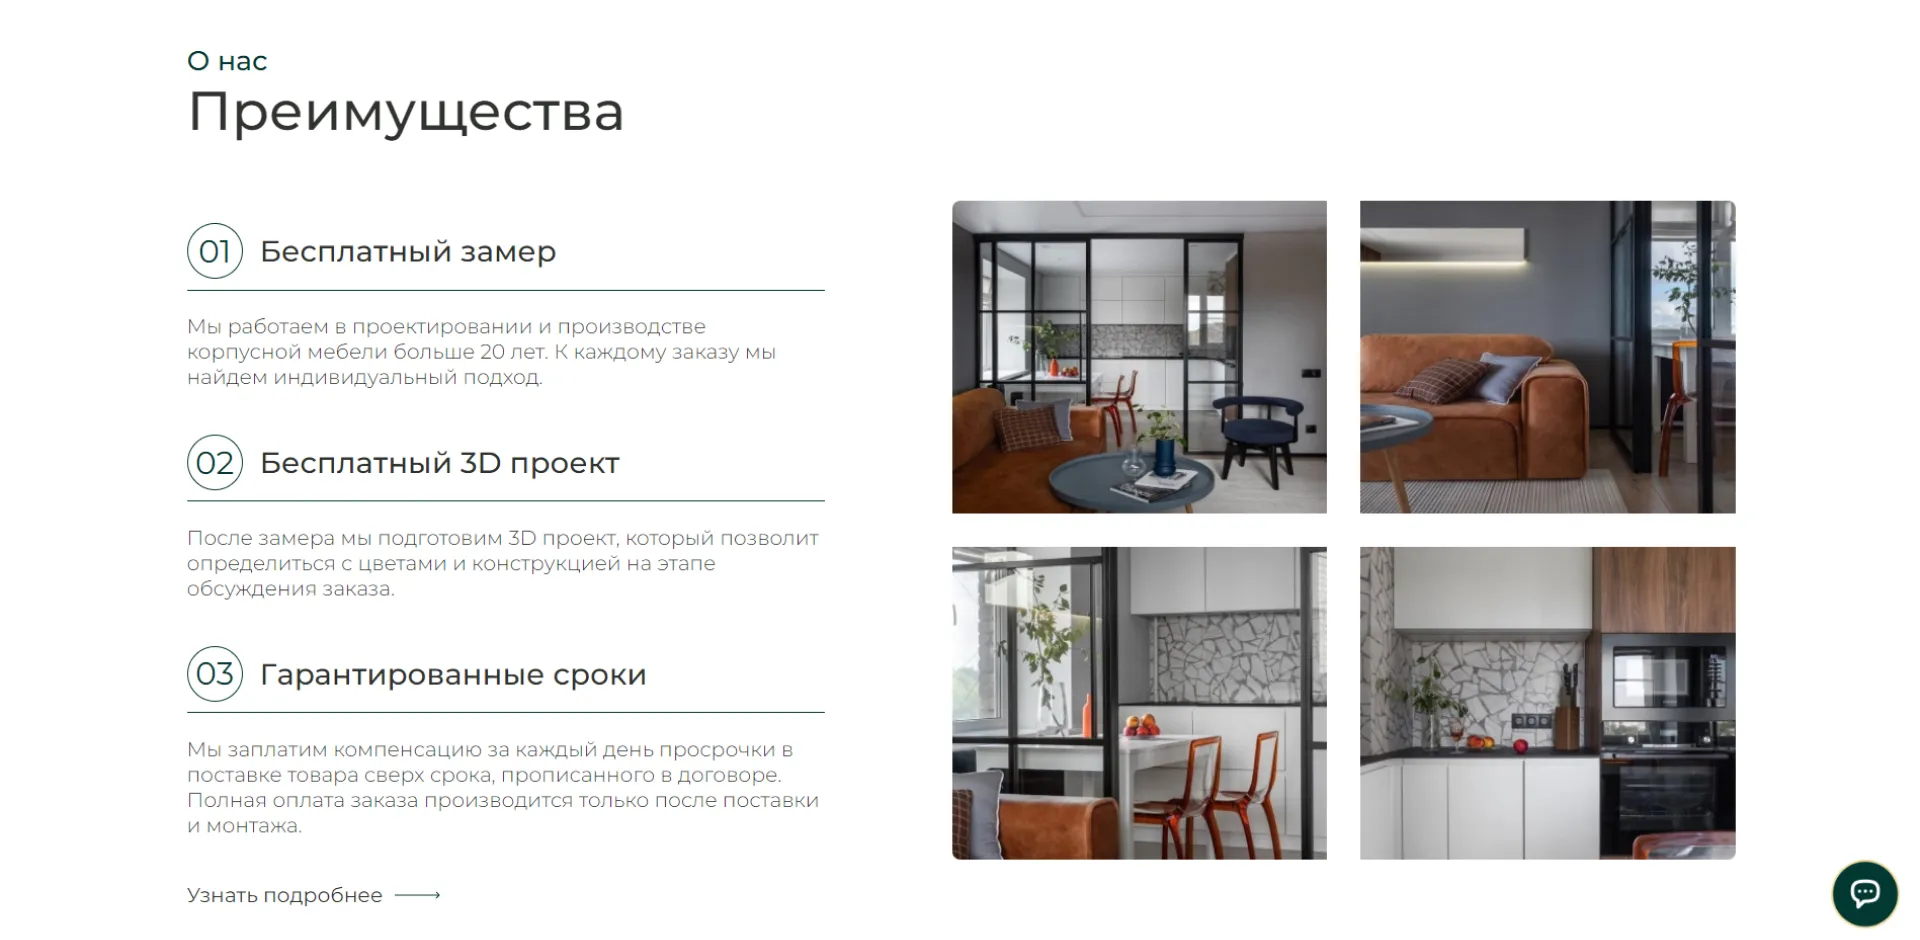 О нас
Преимущества
01 Бесплатный замер
Мы работаем в проектировании и производстве
корпусной мебели больше 20 лет. К каждому заказу мы
найдем индивидуальный подход.
02 Бесплатный 3D проект
После замера мы подготовим 3D проект, который позволит
определиться с цветами и конструкцией на этапе
обсуждения заказа.
03 Гарантированные сроки
Мы заплатим компенсацию за каждый день просрочки в
поставке товара сверх срока, прописанного в договоре.
Полная оплата заказа производится только после поставки
и монтажа.
Узнать подробнее